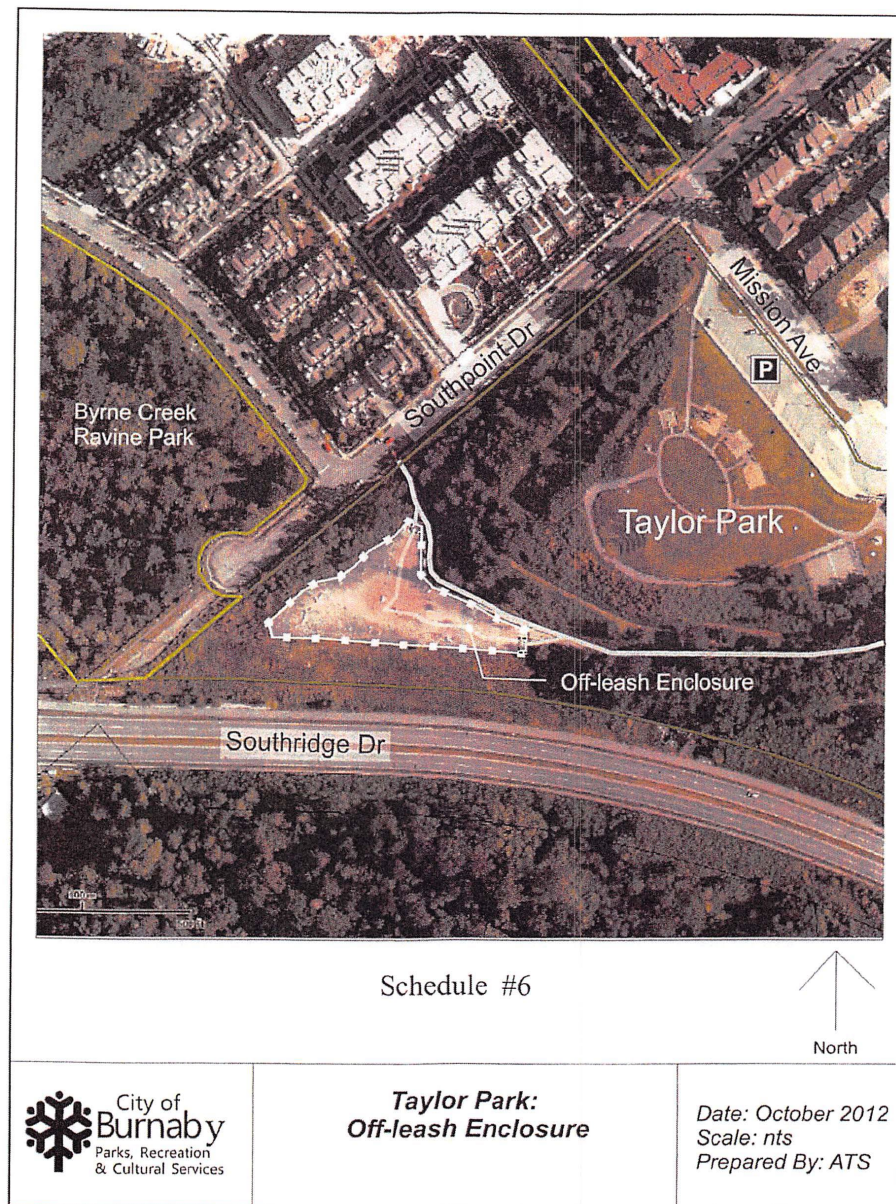 Mission Ave
P
Southpoint Dr
Byrne Creek
Ravine Park
Taylor Park
Off-leash Enclosure
Southridge Dr
Schedule #6
North
City of
Burnaby
Parks, Recreation
& Cultural Services
Taylor Park:
Off-leash Enclosure
Date: October 2012
Scale: nts
Prepared By: ATS